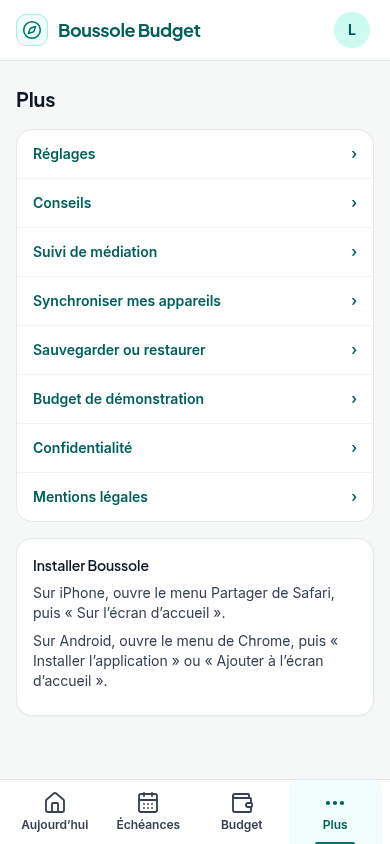 Boussole Budget
L
Plus
Réglages ›
Conseils ›
Suivi de médiation ›
Synchroniser mes appareils ›
Sauvegarder ou restaurer ›
Budget de démonstration ›
Confidentialité ›
Mentions légales ›
Installer Boussole
Sur iPhone, ouvre le menu Partager de Safari,
puis « Sur l’écran d’accueil ».
Sur Android, ouvre le menu de Chrome, puis «
Installer l’application » ou « Ajouter à l’écran
d’accueil ».
Aujourd’hui Échéances Budget Plus